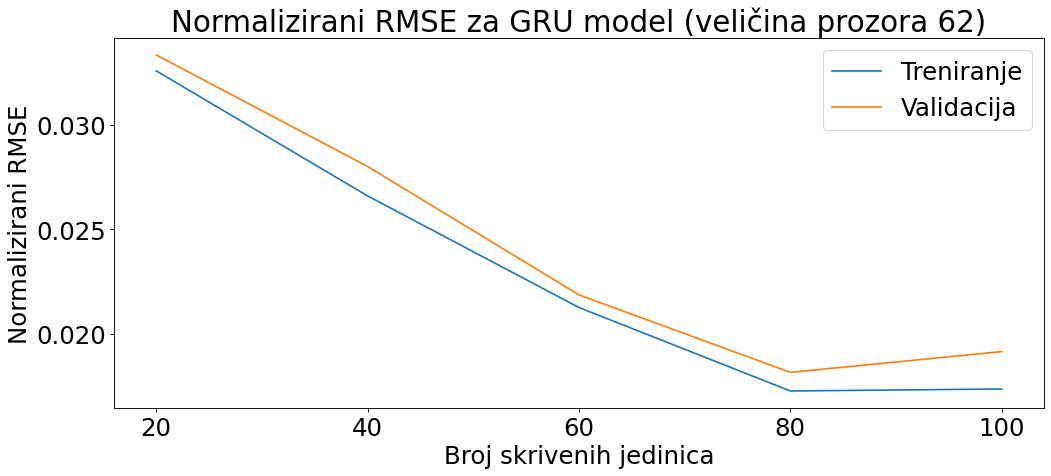 Normalizirani RMSE za GRU model (veličina prozora 62)
Treniranje
Validacija
Normalizirani RMSE
0.030
0.025
0.020
20 40 60 80 100
Broj skrivenih jedinica